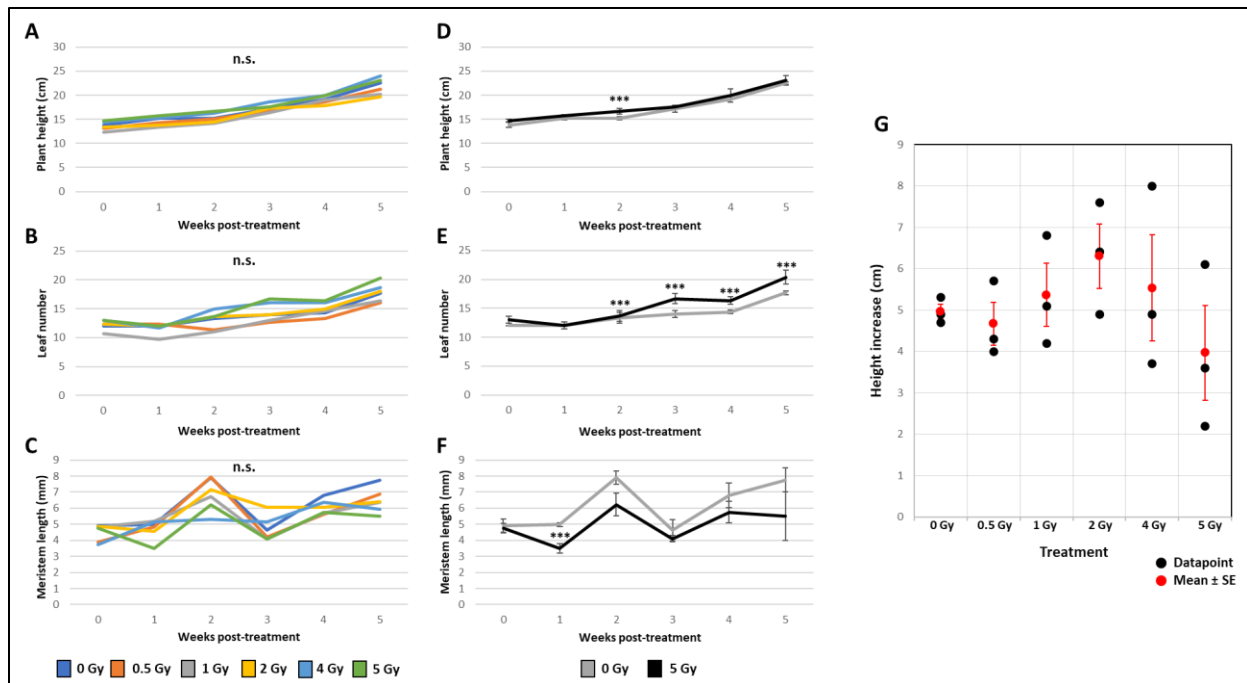 A
n.s.
Plant height (cm)
30
25
20
15
10
5
0
0 1 2 3 4 5
Weeks post-treatment
B
n.s.
Leaf number
25
20
15
10
5
0
0 1 2 3 4 5
Weeks post-treatment
C
n.s.
Meristem length (mm)
9
8
7
6
5
4
3
2
1
0
0 1 2 3 4 5
Weeks post-treatment
0 Gy 0.5 Gy 1 Gy 2 Gy 4 Gy 5 Gy
D
Plant height (cm)
30
25
20
15
10
5
0
***
0 1 2 3 4 5
Weeks post-treatment
E
Leaf number
25
20
15
10
5
0
*** *** *** ***
0 1 2 3 4 5
Weeks post-treatment
F
Meristem length (mm)
9
8
7
6
5
4
3
2
1
0
***
0 1 2 3 4 5
Weeks post-treatment
0 Gy 5 Gy
G
Height increase (cm)
9
8
7
6
5
4
3
2
1
0
0 Gy 0.5 Gy 1 Gy 2 Gy 4 Gy 5 Gy
Treatment
Datapoint
Mean ± SE